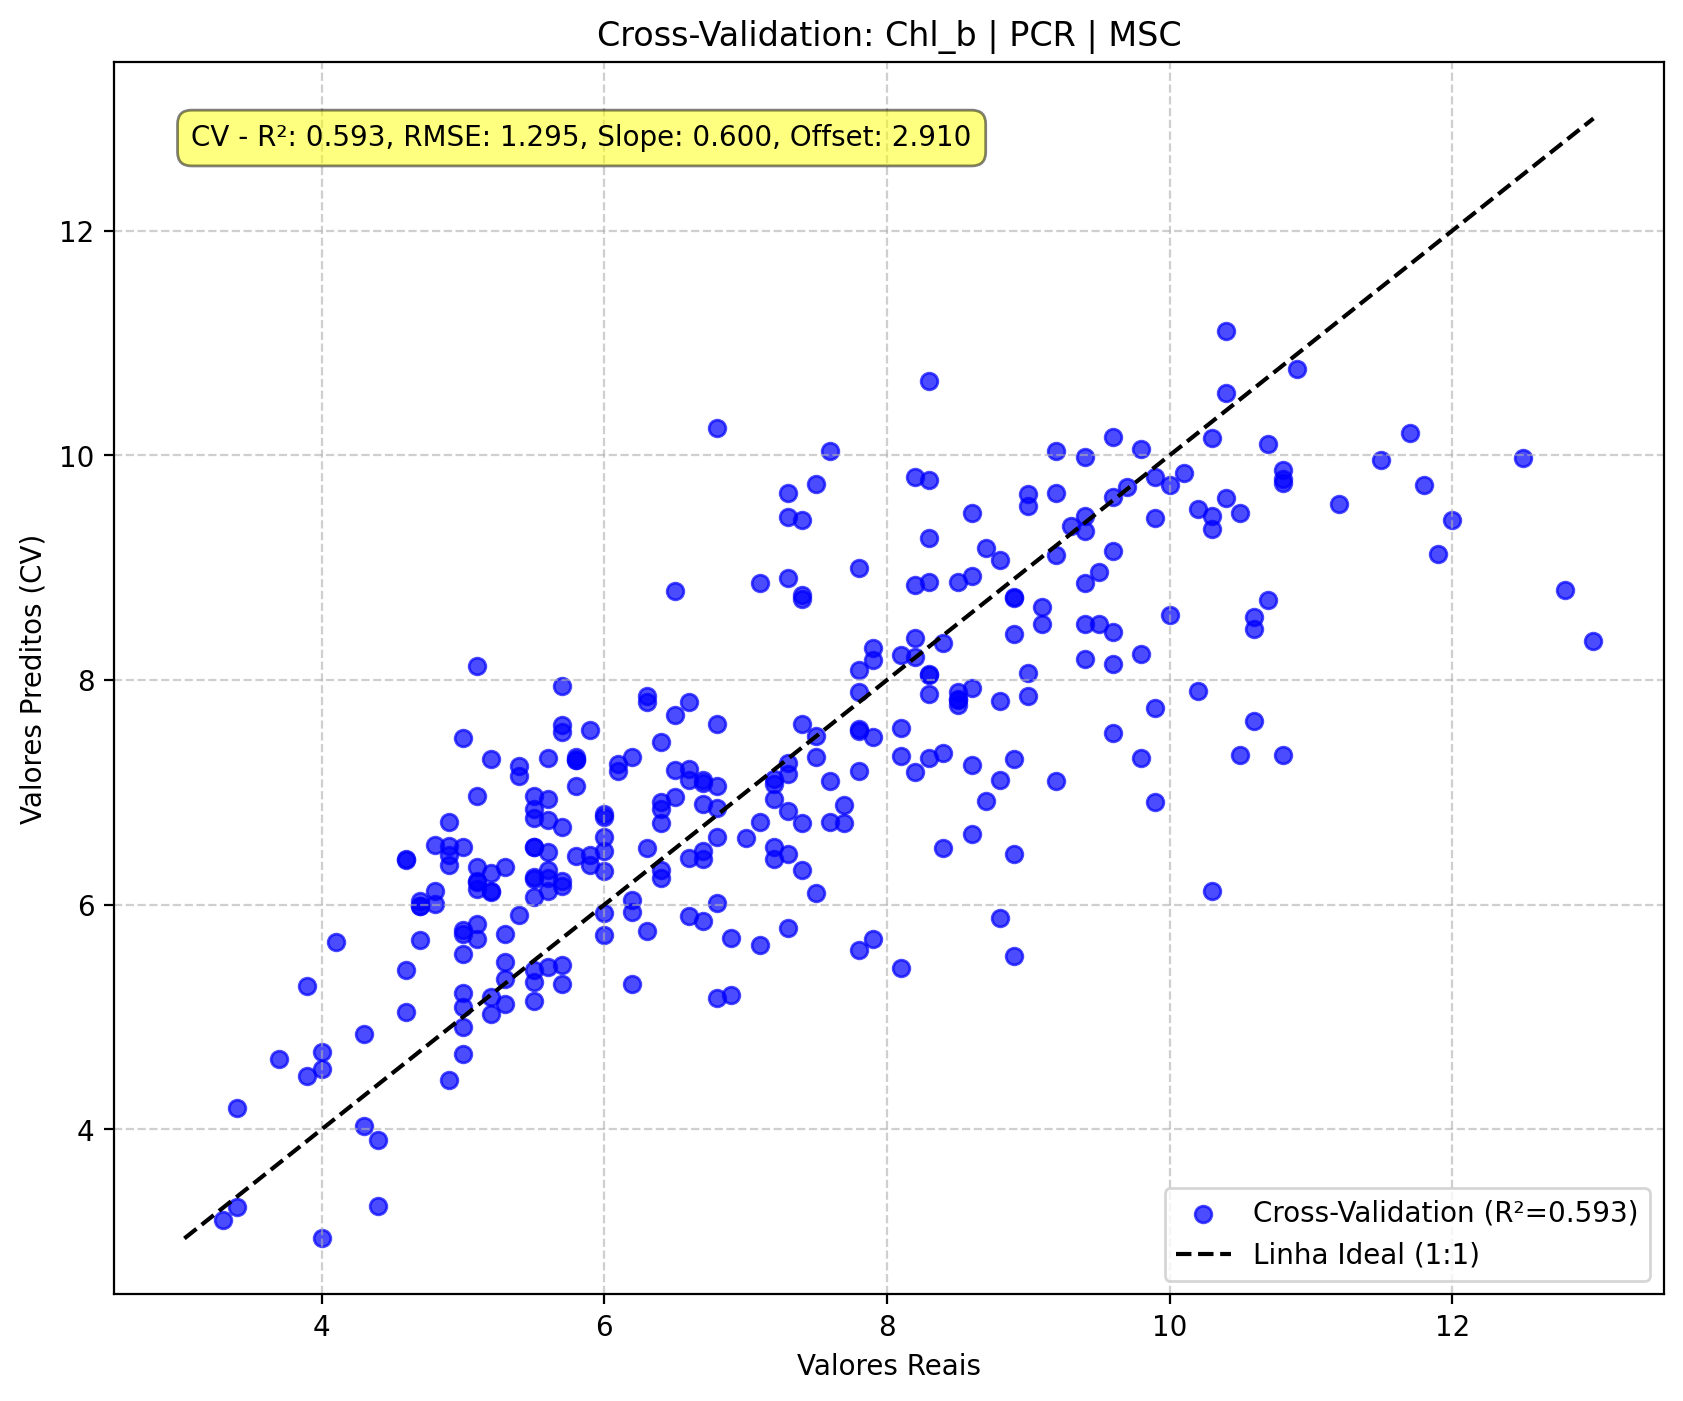 Cross-Validation: Chl_b | PCR | MSC
CV - R²: 0.593, RMSE: 1.295, Slope: 0.600, Offset: 2.910
Valores Preditos (CV)
12
10
8
6
4
Cross-Validation (R²=0.593)
Linha Ideal (1:1)
4
6
8
10
12
Valores Reais